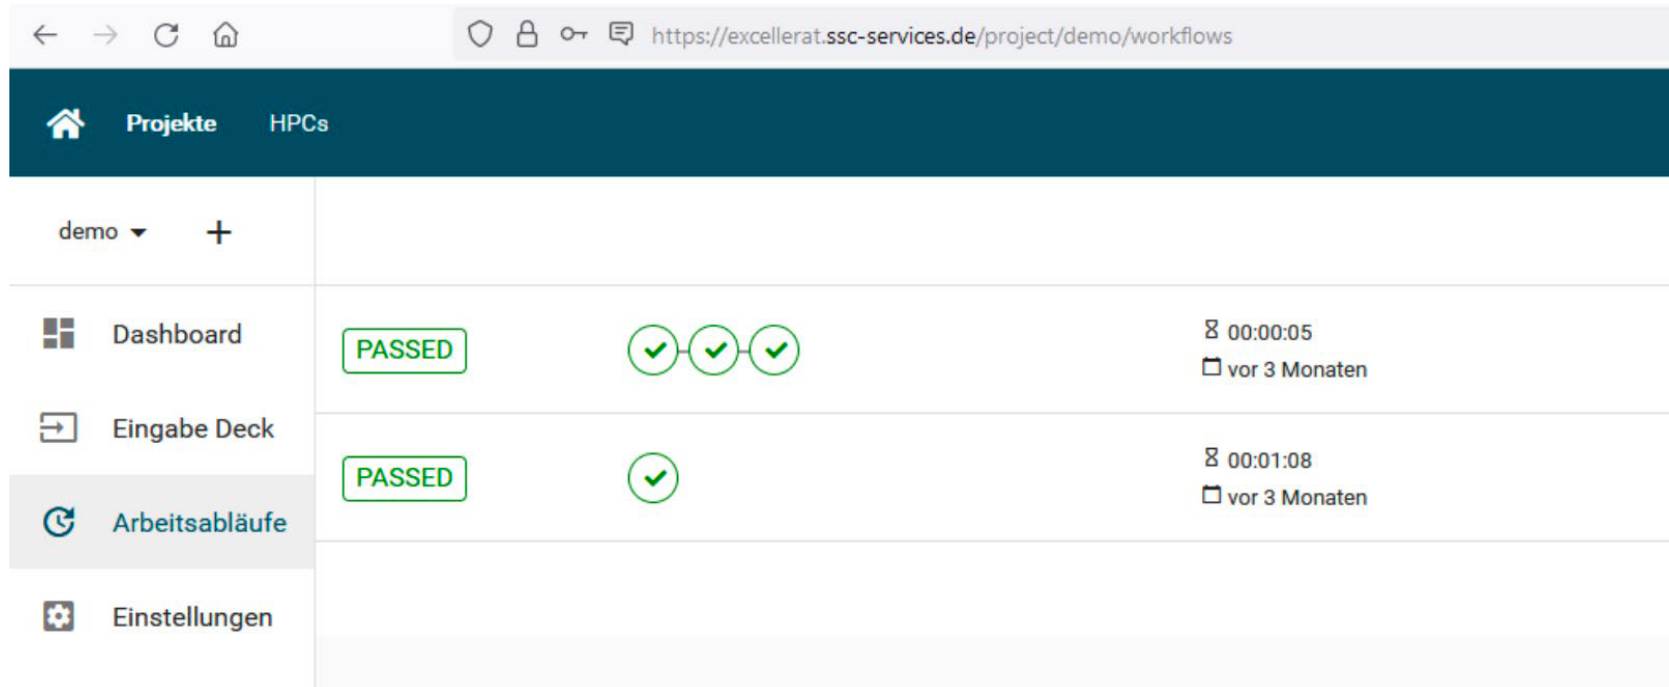 https://excellerat.ssc-services.de/project/demo/workflows
Projekte HPCs
demo
Dashboard
Eingabe Deck
Arbeitsabläufe
Einstellungen
PASSED
00:00:05
vor 3 Monaten
PASSED
00:01:08
vor 3 Monaten